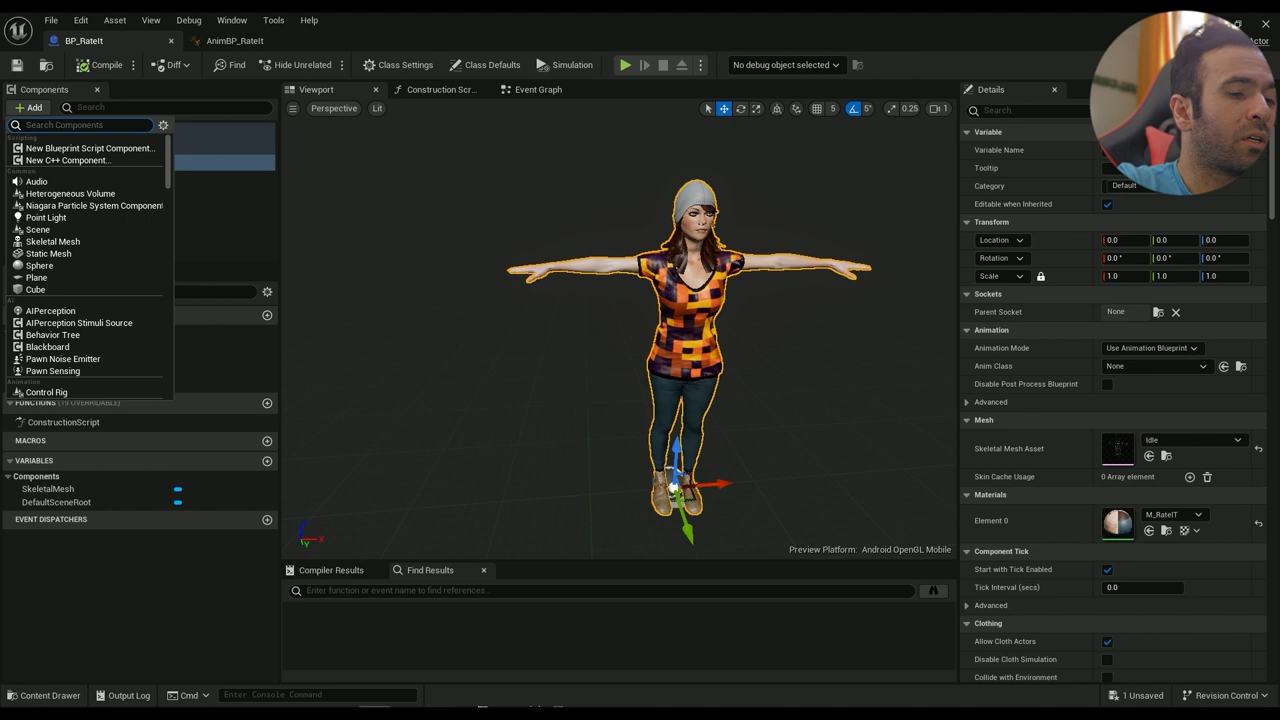 File Edit Asset View Window Debug Window Tools Help
BP_RateIt
AnimBP_RateIt
Actor
Compile Diff Find Hide Unrelated Class Settings Class Defaults Simulation No debug object selected
Components
Viewport Construction Scr... Event Graph
Details
Add Search
Perspective Lit
5 5° 0.25 1
Search
Search Components
Scripting
New Blueprint Script Component...
New C++ Component...
Common
Audio
Heterogeneous Volume
Niagara Particle System Component
Point Light
Scene
Skeletal Mesh
Static Mesh
Sphere
Plane
Cube
AI
AIPerception
AIPerception Stimuli Source
Behavior Tree
Blackboard
Pawn Noise Emitter
Pawn Sensing
Animation
Control Rig
FUNCTIONS (19 OVERRIDABLE)
ConstructionScript
MACROS
VARIABLES
Components
SkeletalMesh
DefaultSceneRoot
EVENT DISPATCHERS
X
Y
Preview Platform: Android OpenGL Mobile
Compiler Results Find Results
Enter function or event name to find references...
Variable
Variable Name
Tooltip
Category Default
Editable when Inherited
Transform
Location 0.0 0.0 0.0
Rotation 0.0 ° 0.0 ° 0.0 °
Scale 1.0 1.0 1.0
Sockets
Parent Socket None
Animation
Animation Mode Use Animation Blueprint
Anim Class None
Disable Post Process Blueprint
Advanced
Mesh
Skeletal Mesh Asset Idle
Skin Cache Usage 0 Array element
Materials
Element 0 M_RateIT
Component Tick
Start with Tick Enabled
Tick Interval (secs) 0.0
Advanced
Clothing
Allow Cloth Actors
Disable Cloth Simulation
Collide with Environment
Content Drawer Output Log Cmd Enter Console Command
1 Unsaved Revision Control